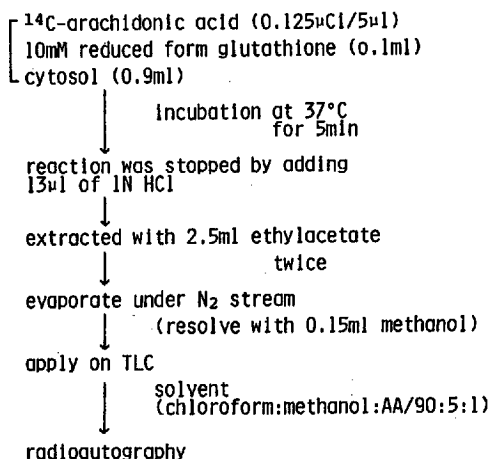 14C-arachidonic acid (0.125μCi/5μl)
10mM reduced form glutathione (o.1ml)
cytosol (0.9ml)
incubation at 37°C
for 5min
reaction was stopped by adding
13μl of 1N HCl
extracted with 2.5ml ethylacetate
twice
evaporate under N2 stream
(resolve with 0.15ml methanol)
apply on TLC
solvent
(chloroform:methanol:AA/90:5:1)
radioautography